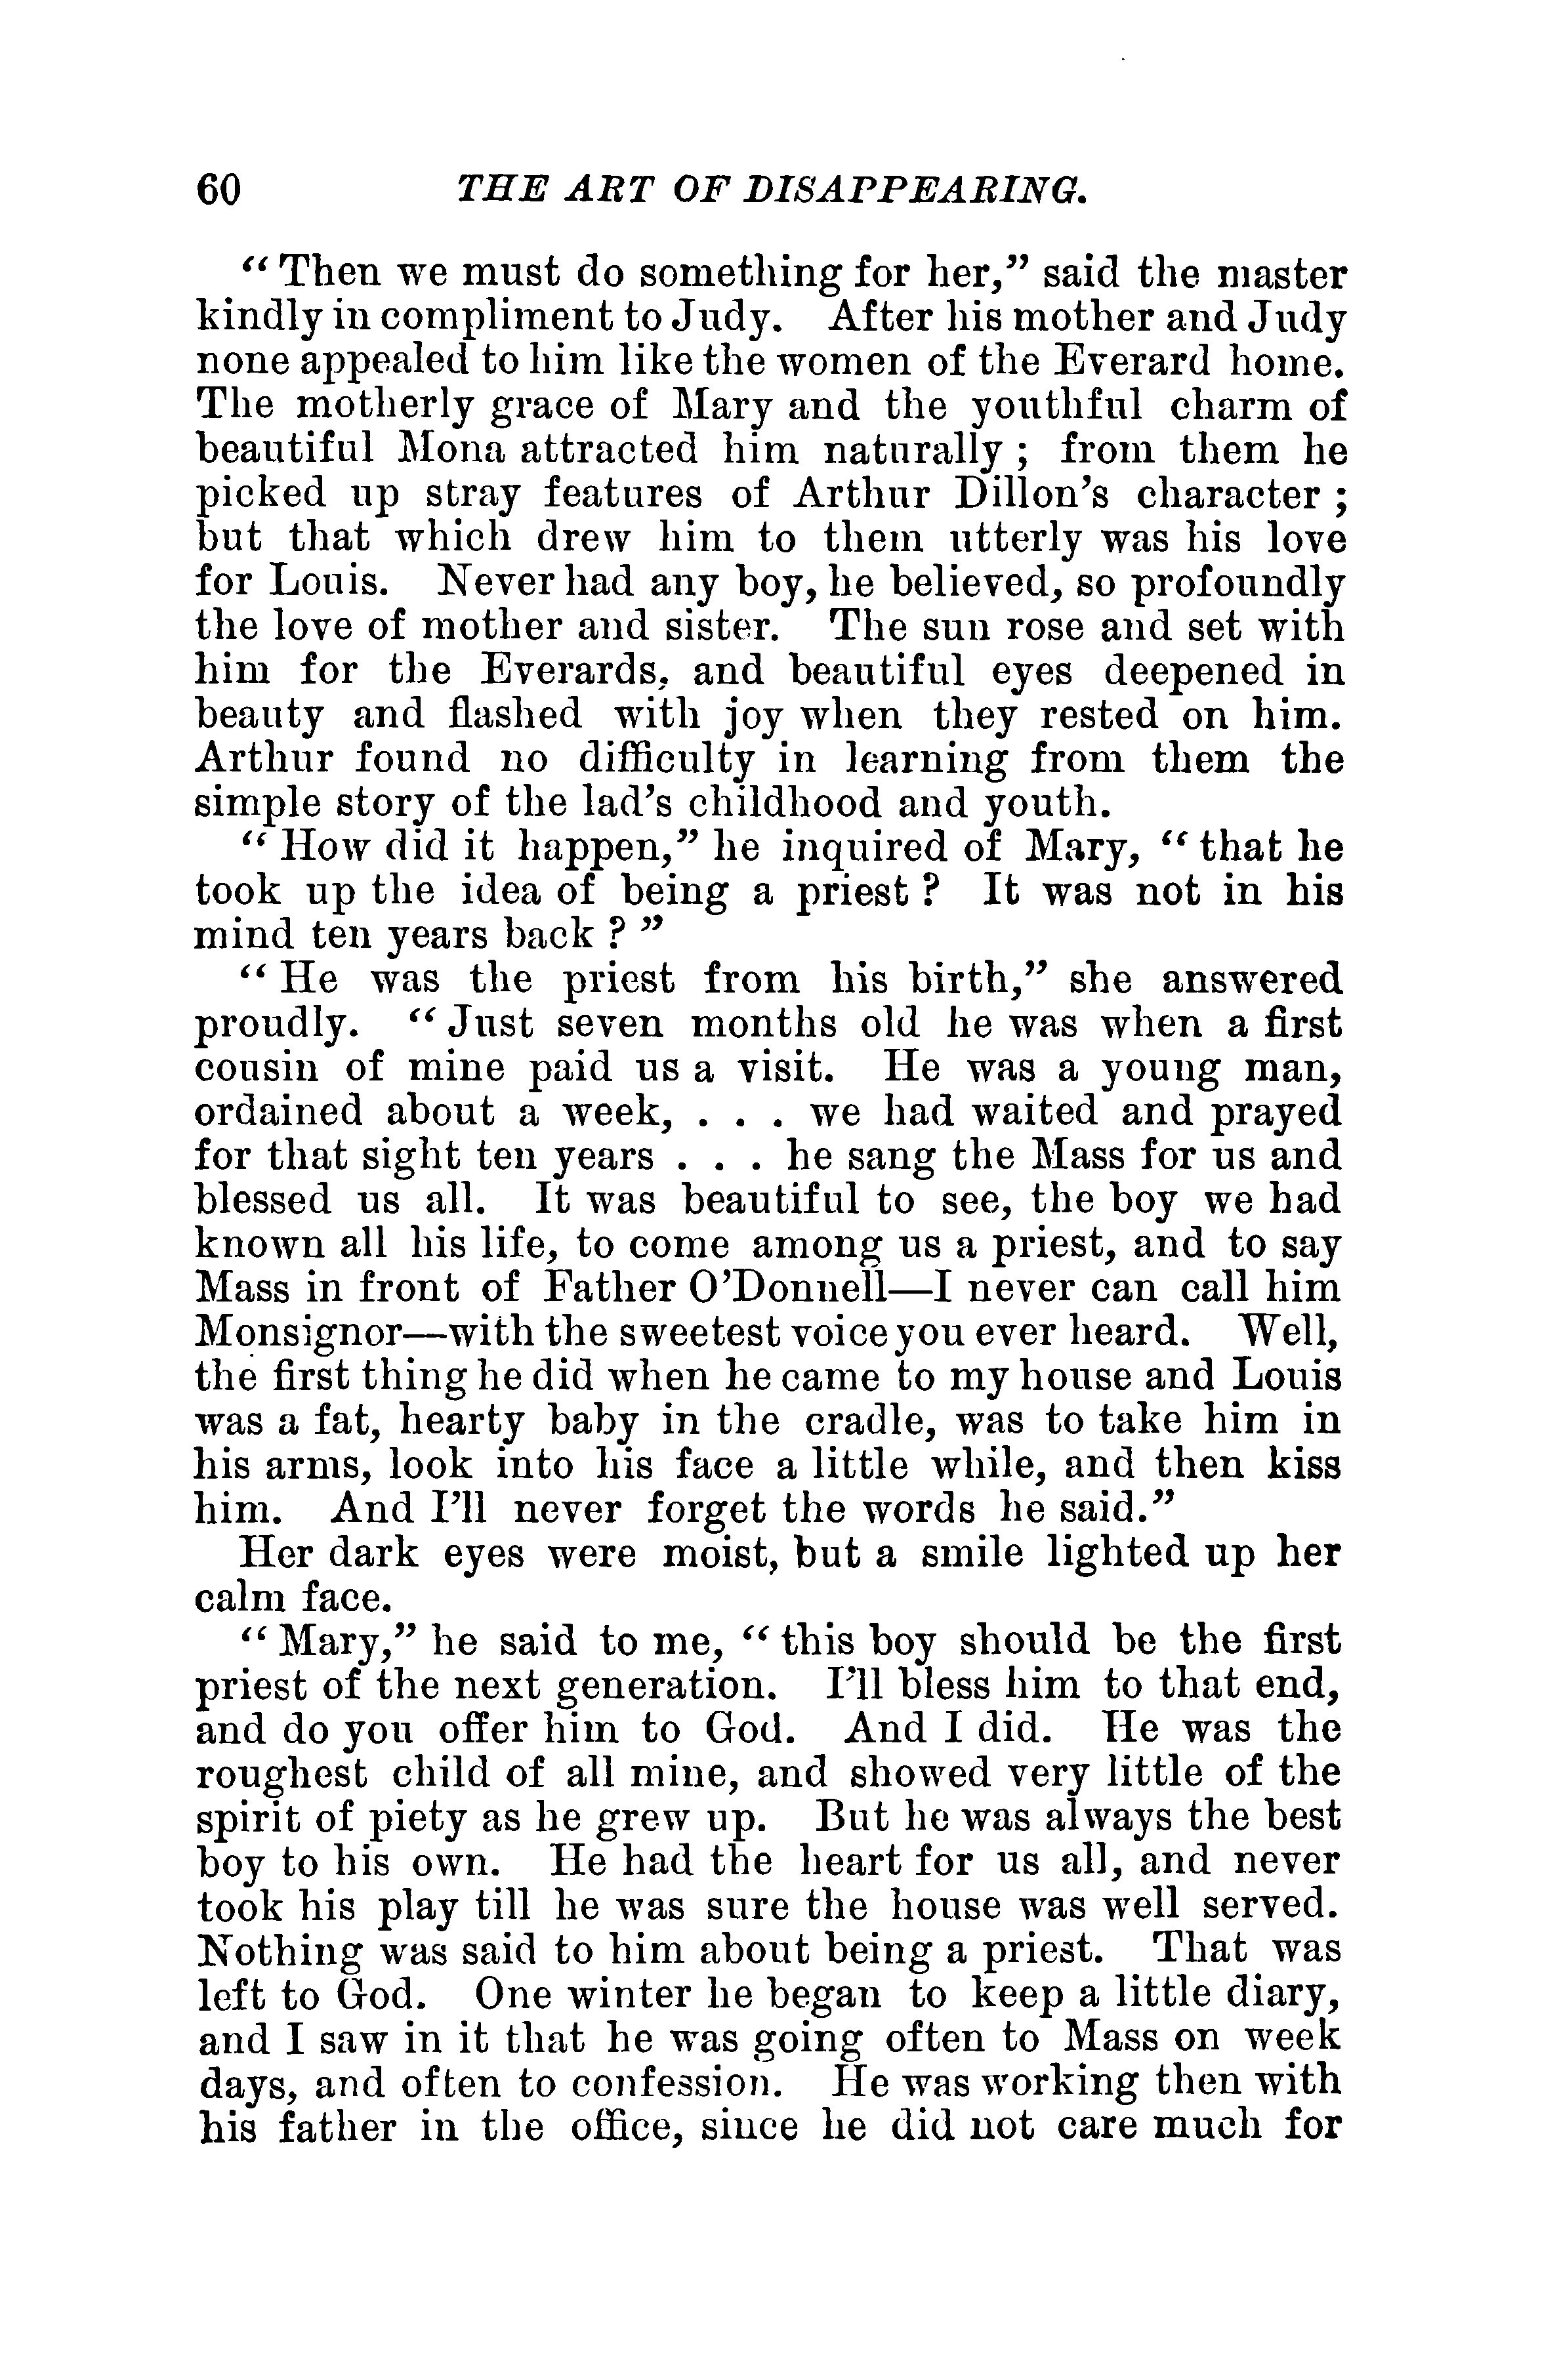 60 THE ART OF DISAPPEARING.
“Then we must do something for her,” said the master
kindly in compliment to Judy. After his mother and Judy
none appealed to him like the women of the Everard home.
The motherly grace of Mary and the youthful charm of
beautiful Mona attracted him naturally ; from them he
picked up stray features of Arthur Dillon’s character ;
but that which drew him to them utterly was his love
for Louis. Never had any boy, he believed, so profoundly
the love of mother and sister. The sun rose and set with
him for the Everards, and beautiful eyes deepened in
beauty and flashed with joy when they rested on him.
Arthur found no difficulty in learning from them the
simple story of the lad’s childhood and youth.
“How did it happen,” he inquired of Mary, “that he
took up the idea of being a priest ? It was not in his
mind ten years back ? ”
“He was the priest from his birth,” she answered
proudly. “Just seven months old he was when a first
cousin of mine paid us a visit. He was a young man,
ordained about a week, . . . we had waited and prayed
for that sight ten years . . . he sang the Mass for us and
blessed us all. It was beautiful to see, the boy we had
known all his life, to come among us a priest, and to say
Mass in front of Father O’Donnell—I never can call him
Monsignor—with the sweetest voice you ever heard. Well,
the first thing he did when he came to my house and Louis
was a fat, hearty baby in the cradle, was to take him in
his arms, look into his face a little while, and then kiss
him. And I’ll never forget the words he said.”
Her dark eyes were moist, but a smile lighted up her
calm face.
“Mary,” he said to me, “this boy should be the first
priest of the next generation. I’ll bless him to that end,
and do you offer him to God. And I did. He was the
roughest child of all mine, and showed very little of the
spirit of piety as he grew up. But he was always the best
boy to his own. He had the heart for us all, and never
took his play till he was sure the house was well served.
Nothing was said to him about being a priest. That was
left to God. One winter he began to keep a little diary,
and I saw in it that he was going often to Mass on week
days, and often to confession. He was working then with
his father in the office, since he did not care much for